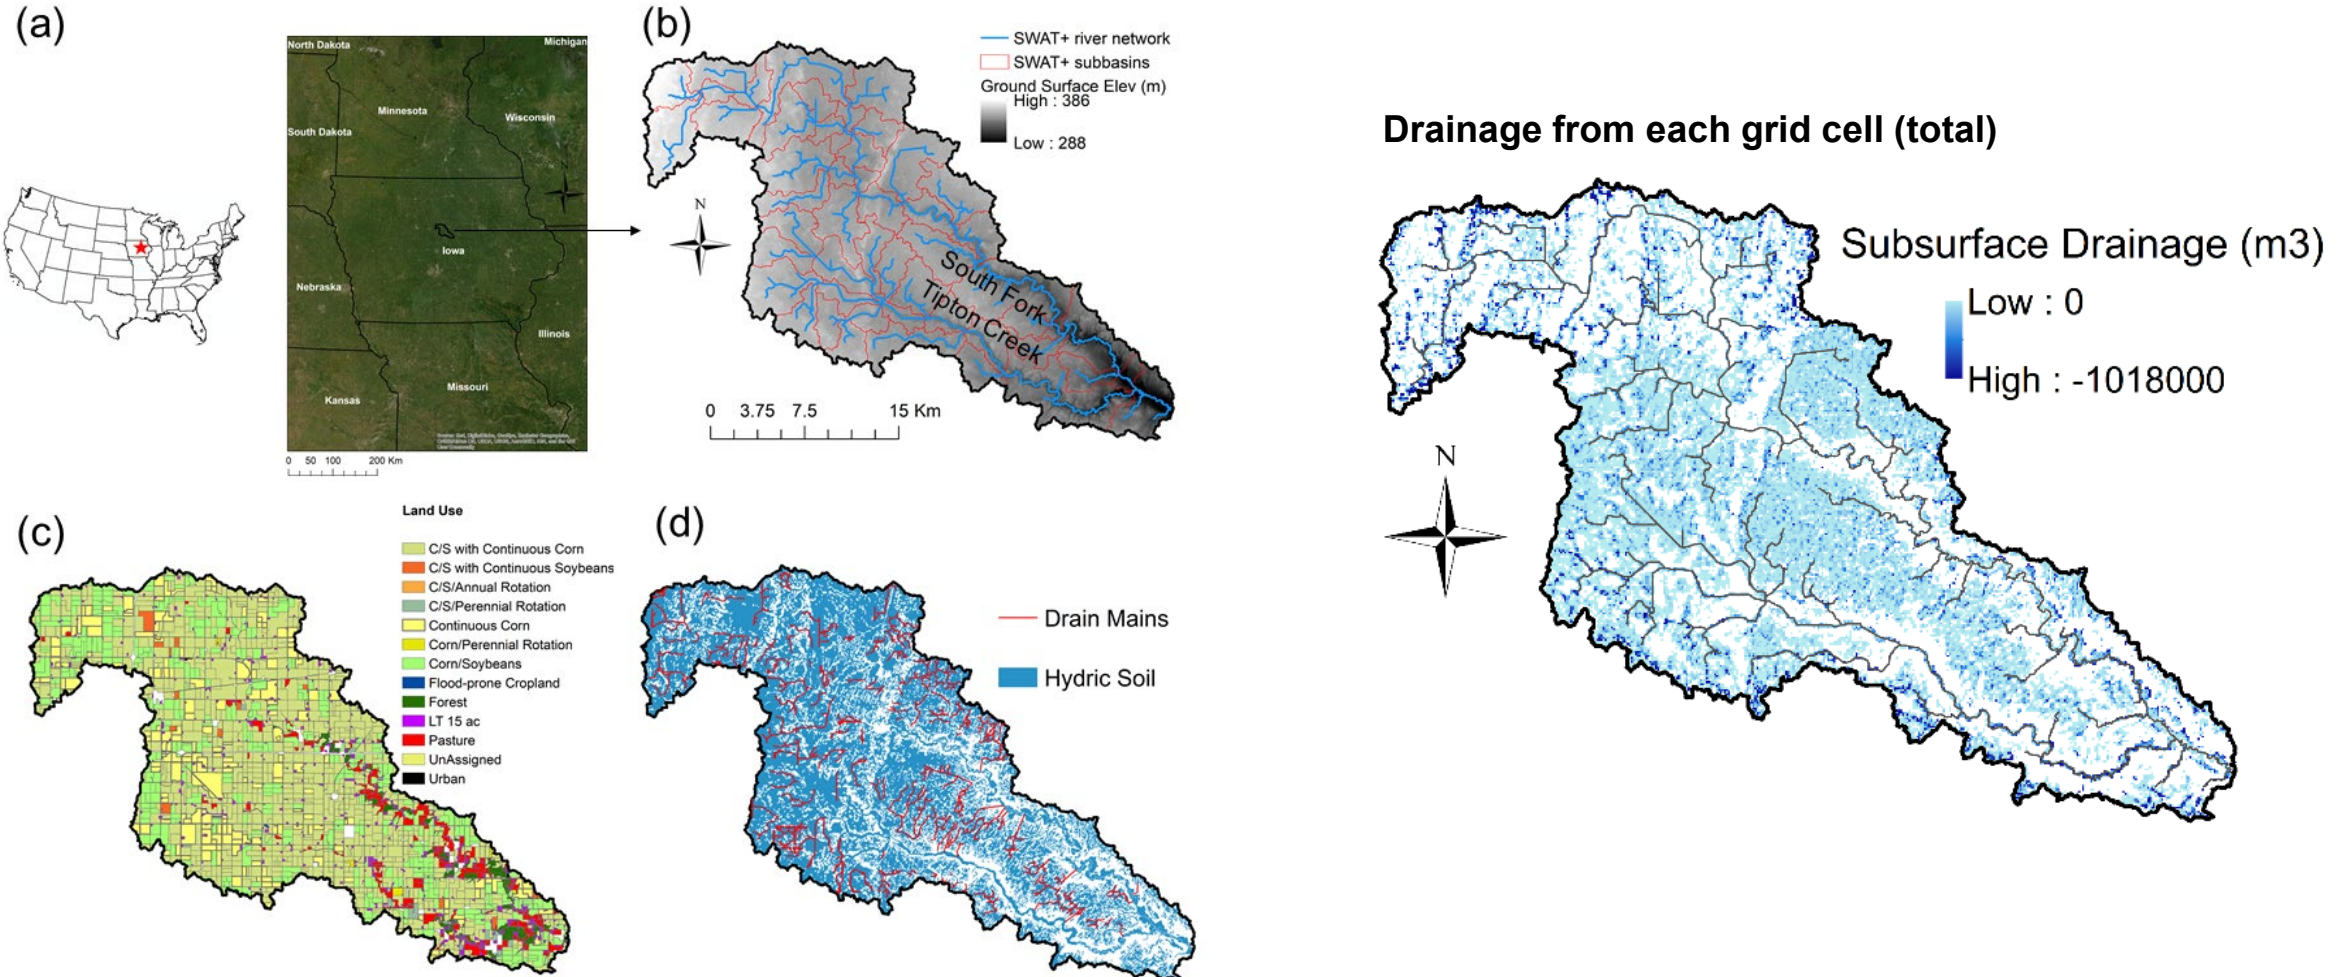 (a)
North Dakota
Michigan
Minnesota
Wisconsin
South Dakota
Iowa
Nebraska
Illinois
Missouri
Kansas
0 50 100 200 Km
(b)
SWAT+ river network
SWAT+ subbasins
Ground Surface Elev (m)
High : 386
Low : 288
N
South Fork
Tipton Creek
0 3.75 7.5 15 Km
Drainage from each grid cell (total)
Subsurface Drainage (m3)
Low : 0
High : -1018000
N
(c)
Land Use
C/S with Continuous Corn
C/S with Continuous Soybeans
C/S/Annual Rotation
C/S/Perennial Rotation
Continuous Corn
Corn/Perennial Rotation
Corn/Soybeans
Flood-prone Cropland
Forest
LT 15 ac
Pasture
UnAssigned
Urban
(d)
Drain Mains
Hydric Soil